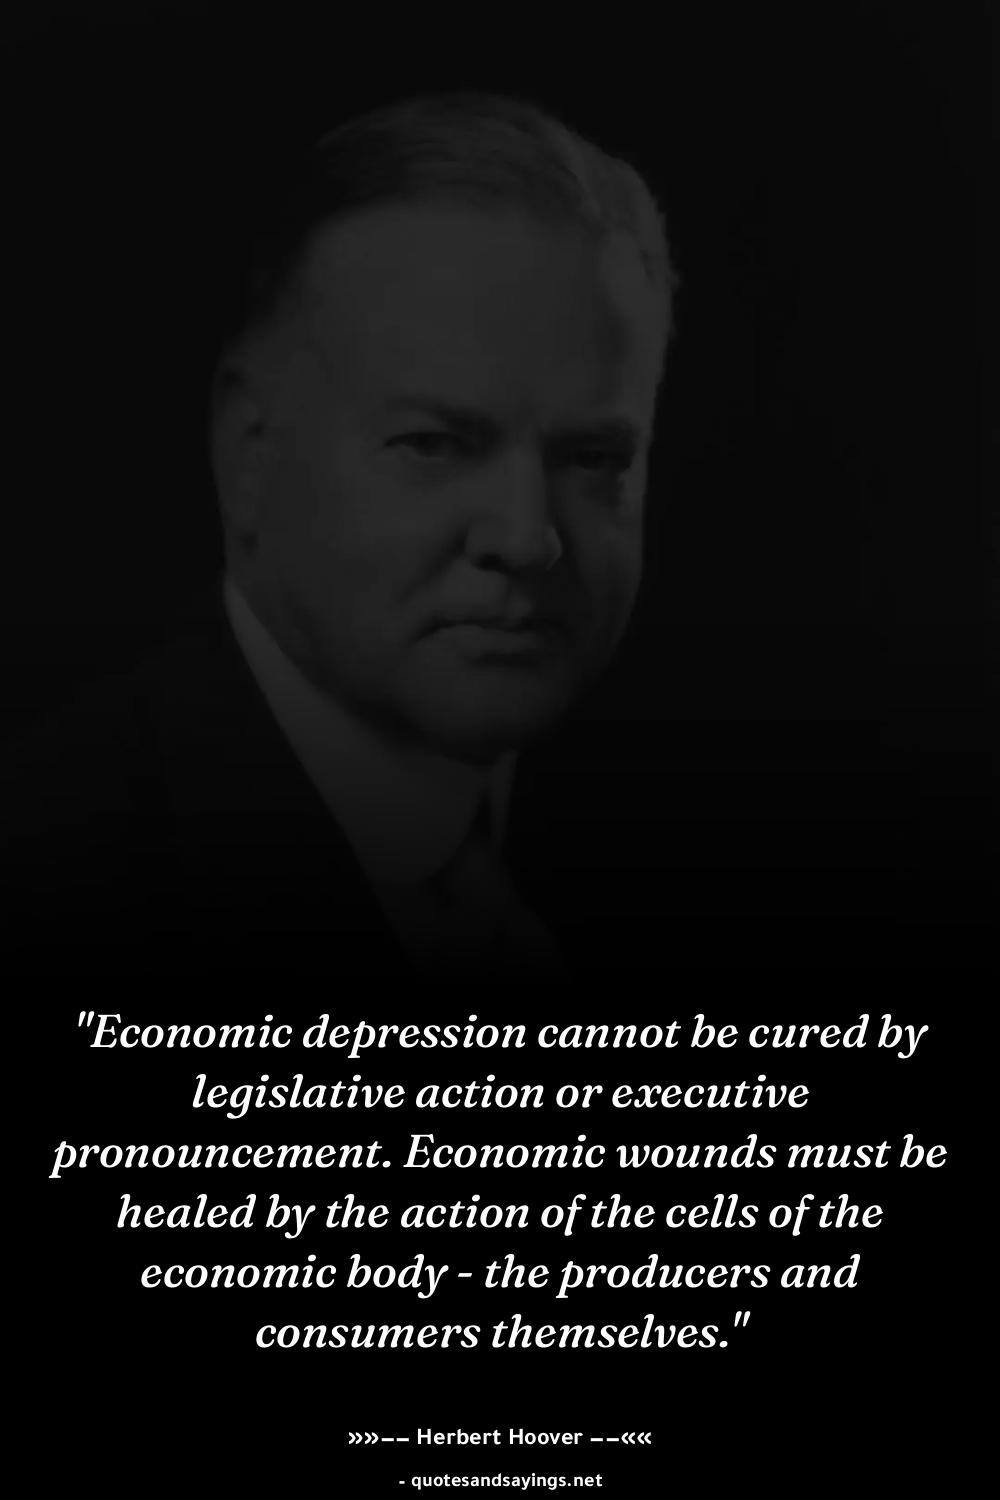 "Economic depression cannot be cured by
legislative action or executive
pronouncement. Economic wounds must be
healed by the action of the cells of the
economic body - the producers and
consumers themselves."
»»−− Herbert Hoover −−««
- quotesandsayings.net